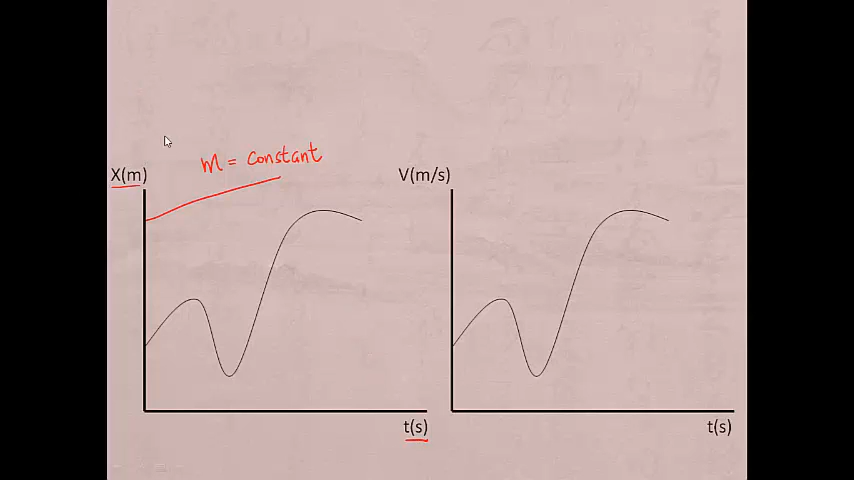 m = constant
X(m)
V(m/s)
t(s)
t(s)